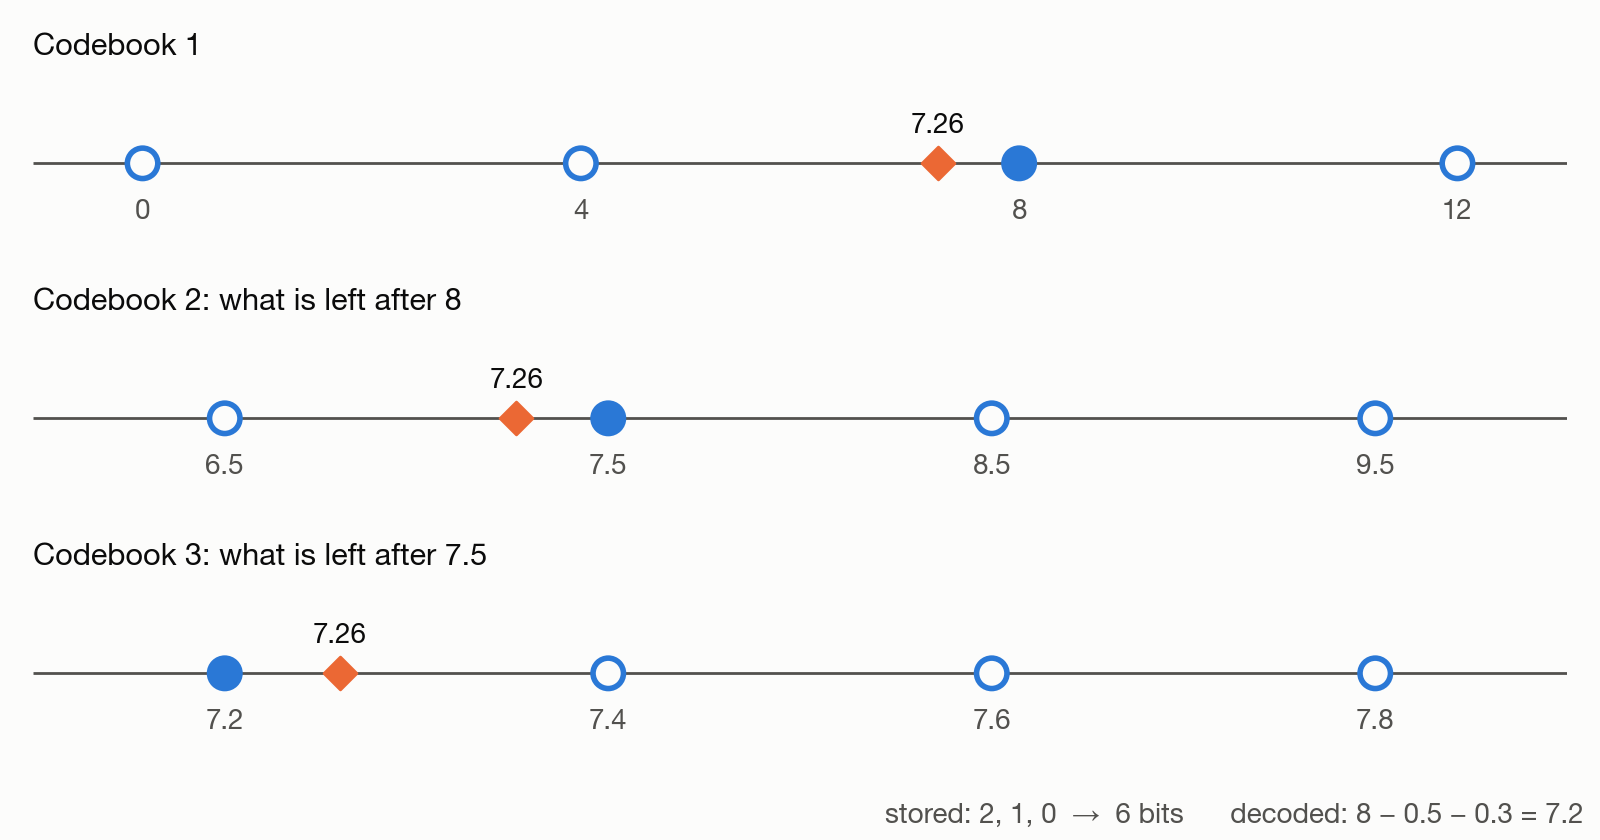 Codebook 1
7.26
0 4 8 12
Codebook 2: what is left after 8
7.26
6.5 7.5 8.5 9.5
Codebook 3: what is left after 7.5
7.26
7.2 7.4 7.6 7.8
stored: 2, 1, 0 → 6 bits decoded: 8 − 0.5 − 0.3 = 7.2